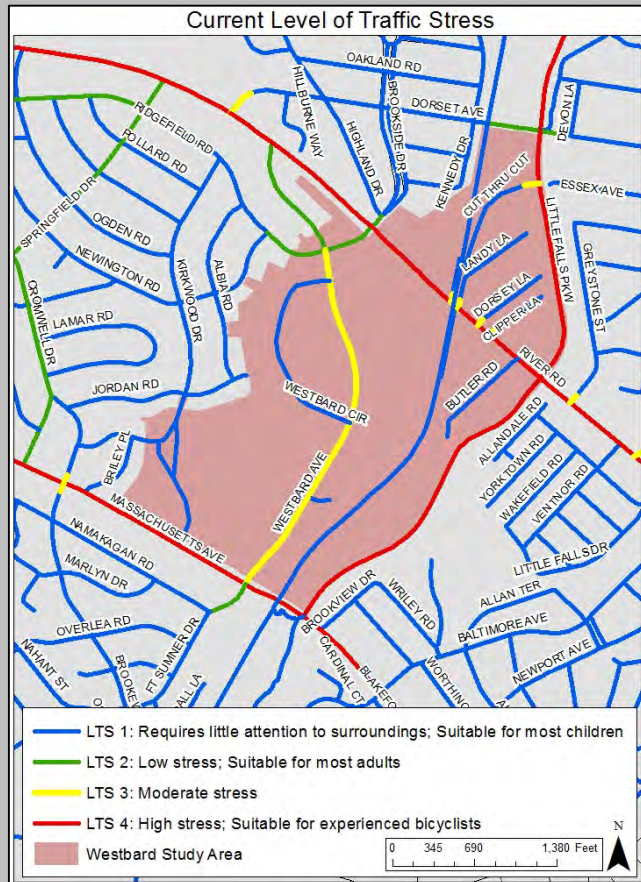 Current Level of Traffic Stress
OAKLAND RD
HILLBURNE WAY
BROOKSIDE DR
DORSET AVE
DEVON LA
RIDGEFIELD RD
HIGHLAND DR
KENNEDY DR
POLLARD RD
CUT THRU CUT
ESSEX AVE
SPRINGFIELD DR
OGDEN RD
LITTLE FALLS PKW
GREYSTONE ST
NEWINGTON RD
KIRKWOOD DR
ALBIA RD
LANDY LA
CROMWELL DR
DORSEY LA
LAMAR RD
CLIPPER LA
RIVER RD
JORDAN RD
WESTBARD CIR
BUTLER RD
ALLANDALE RD
BRILEY PL
YORKTOWN RD
WAKEFIELD RD
WESTBARD AVE
VENTNOR RD
MASSACHUSETTS AVE
NAMAKAGAN RD
LITTLE FALLS DR
MARLYN DR
BROOKVIEW DR
WRILEY RD
ALLAN TER
OVERLEA RD
FT SUMNER DR
BALTIMORE AVE
NAHANT ST
CARDINAL CT
NEWPORT AVE
LTS 1: Requires little attention to surroundings; Suitable for most children
LTS 2: Low stress; Suitable for most adults
LTS 3: Moderate stress
LTS 4: High stress; Suitable for experienced bicyclists
Westbard Study Area
0 345 690 1,380 Feet
N